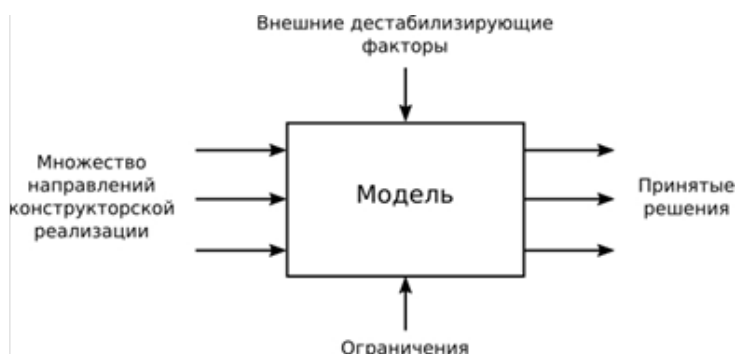 Внешние дестабилизирующие
факторы
Множество
направлений
конструкторской
реализации
Модель
Принятые
решения
Ограничения